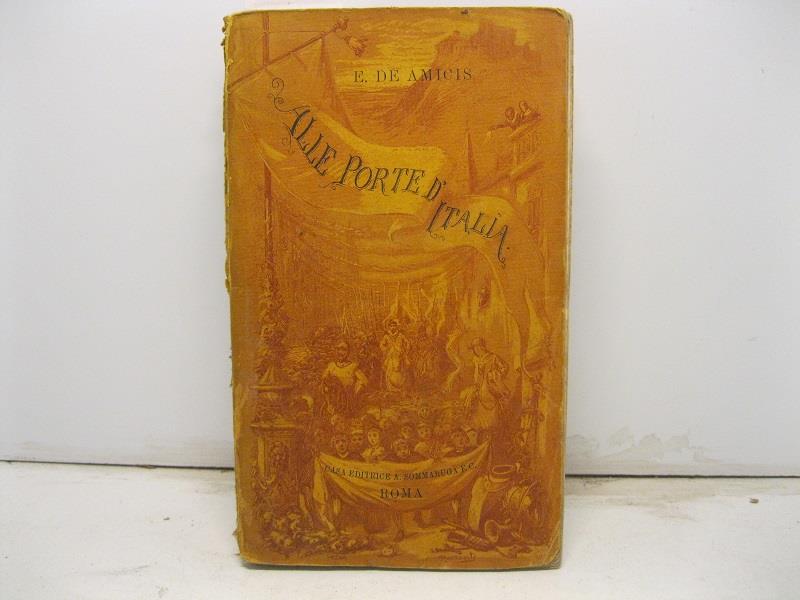 E. DE AMICIS
ALLE PORTE D'
ITALIA.
CASA EDITRICE A. SOMMARUGA E C.
ROMA